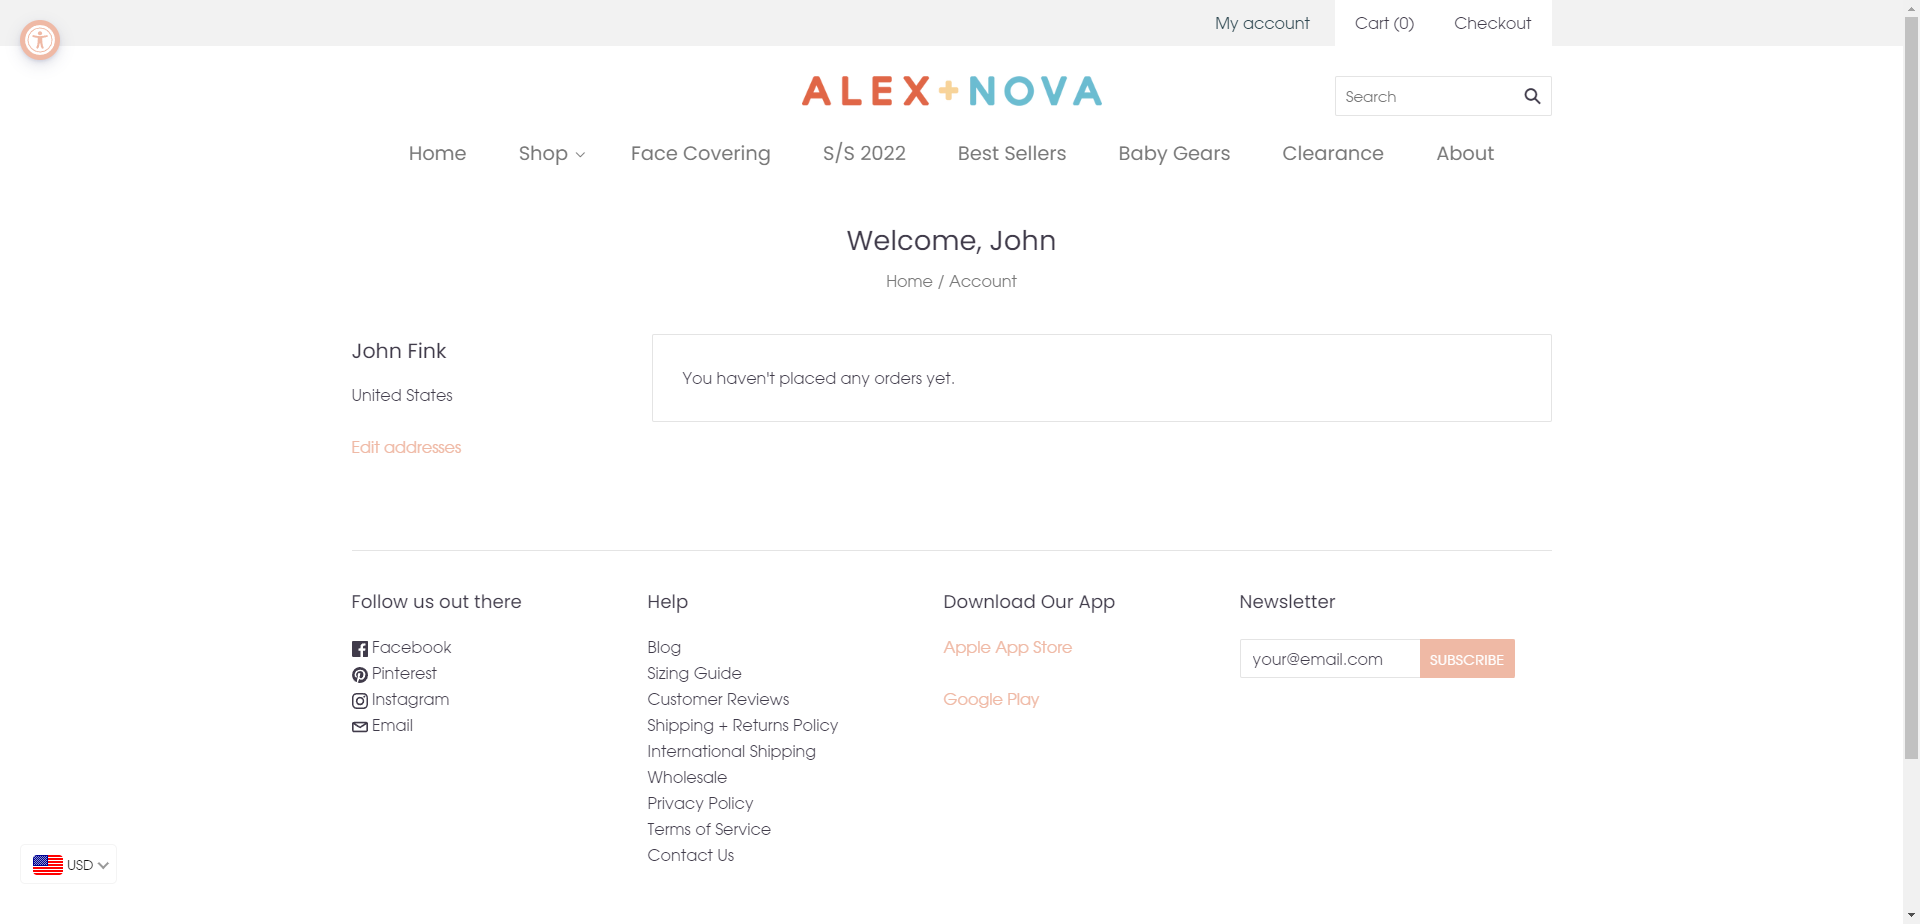 My account
Cart (0)
Checkout
ALEX+NOVA
Search
Home
Shop
Face Covering
S/S 2022
Best Sellers
Baby Gears
Clearance
About
Welcome, John
Home / Account
John Fink
United States
Edit addresses
You haven't placed any orders yet.
Follow us out there
Facebook
Pinterest
Instagram
Email
Help
Blog
Sizing Guide
Customer Reviews
Shipping + Returns Policy
International Shipping
Wholesale
Privacy Policy
Terms of Service
Contact Us
Download Our App
Apple App Store
Google Play
Newsletter
your@email.com
SUBSCRIBE
USD